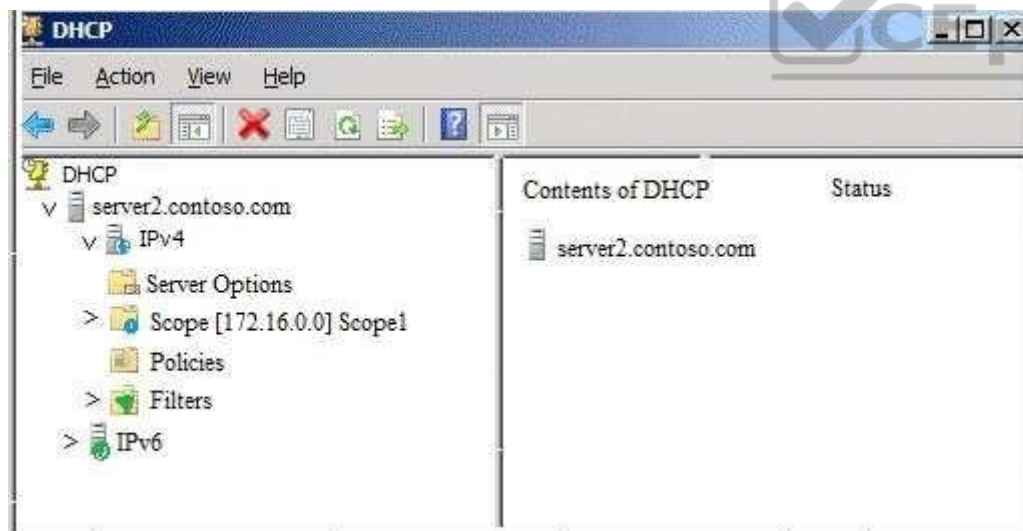 DHCP
File Action View Help
DHCP
server2.contoso.com
IPv4
Server Options
Scope [172.16.0.0] Scope1
Policies
Filters
IPv6
Contents of DHCP Status
server2.contoso.com